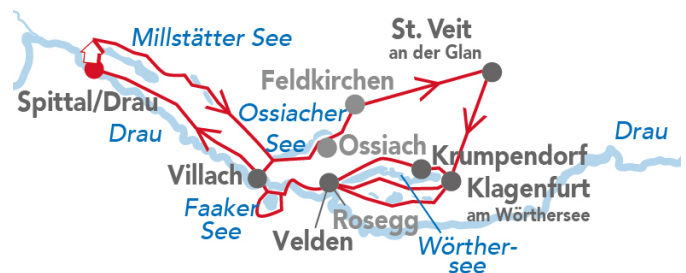 Millstätter See
St. Veit
an der Glan
Feldkirchen
Spittal/Drau
Ossiacher
See
Drau
Ossiach
Krumpendorf
Drau
Villach
Klagenfurt
am Wörthersee
Faaker
See
Rosegg
Velden
Wörther-
see